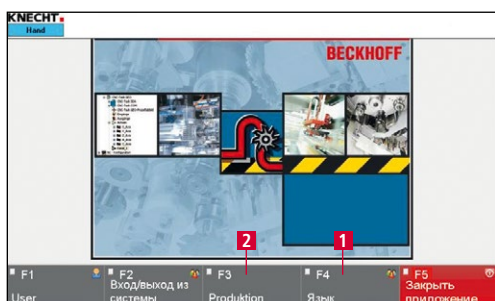 KNECHT
Hand
BECKHOFF
2
1
F1
User
F2
Вход/выход из
системы
F3
Produktion
F4
Язык
F5
Закрыть
приложение